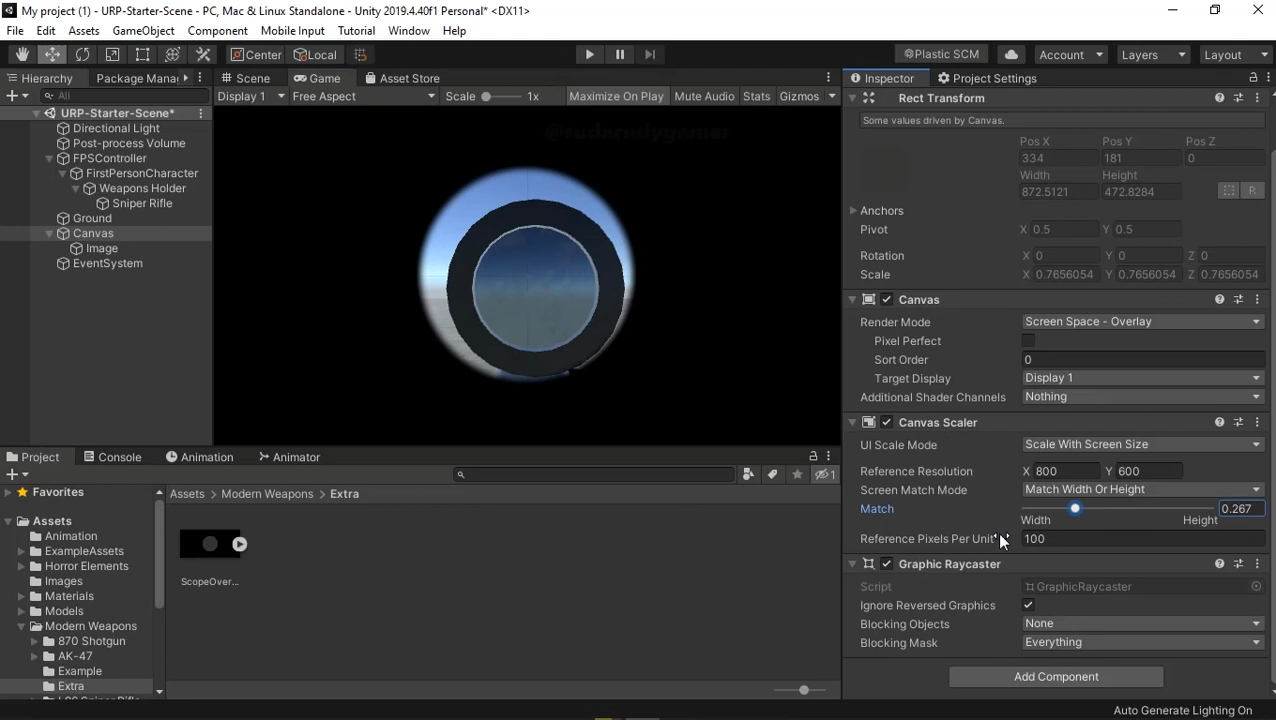 My project (1) - URP-Starter-Scene - PC, Mac & Linux Standalone - Unity 2019.4.40f1 Personal* <DX11>
File Edit Assets GameObject Component Mobile Input Tutorial Window Help
Center Local Plastic SCM Account Layers Layout
Hierarchy Package Mana
All
URP-Starter-Scene*
Directional Light
Post-process Volume
FPSController
FirstPersonCharacter
Weapons Holder
Sniper Rifle
Ground
Canvas
Image
EventSystem
Scene Game Asset Store
Display 1 Free Aspect Scale 1x Maximize On Play Mute Audio Stats Gizmos
Inspector Project Settings
Rect Transform
Some values driven by Canvas.
Pos X Pos Y Pos Z
334 181 0
Width Height
872.5121 472.8284 R
Anchors
Pivot X 0.5 Y 0.5
Rotation X 0 Y 0 Z 0
Scale X 0.7656054 Y 0.7656054 Z 0.7656054
Canvas
Render Mode Screen Space - Overlay
Pixel Perfect
Sort Order 0
Target Display Display 1
Additional Shader Channels Nothing
Canvas Scaler
UI Scale Mode Scale With Screen Size
Reference Resolution X 800 Y 600
Screen Match Mode Match Width Or Height
Match 0.267
Width Height
Reference Pixels Per Unit 100
Graphic Raycaster
Script GraphicRaycaster
Ignore Reversed Graphics
Blocking Objects None
Blocking Mask Everything
Add Component
Project Console Animation Animator
1
Favorites
Assets
Animation
ExampleAssets
Horror Elements
Images
Materials
Models
Modern Weapons
870 Shotgun
AK-47
Example
Extra
Assets Modern Weapons Extra
ScopeOver...
Auto Generate Lighting On